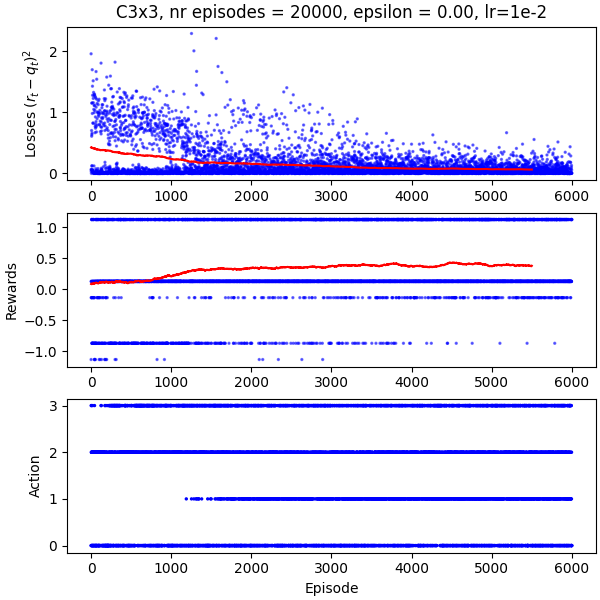 C3x3, nr episodes = 20000, epsilon = 0.00, lr=1e-2
Losses $(r_t - q_t)^2$
2
1
0
0 1000 2000 3000 4000 5000 6000
Rewards
1.0
0.5
0.0
−0.5
−1.0
0 1000 2000 3000 4000 5000 6000
Action
3
2
1
0
0 1000 2000 3000 4000 5000 6000
Episode